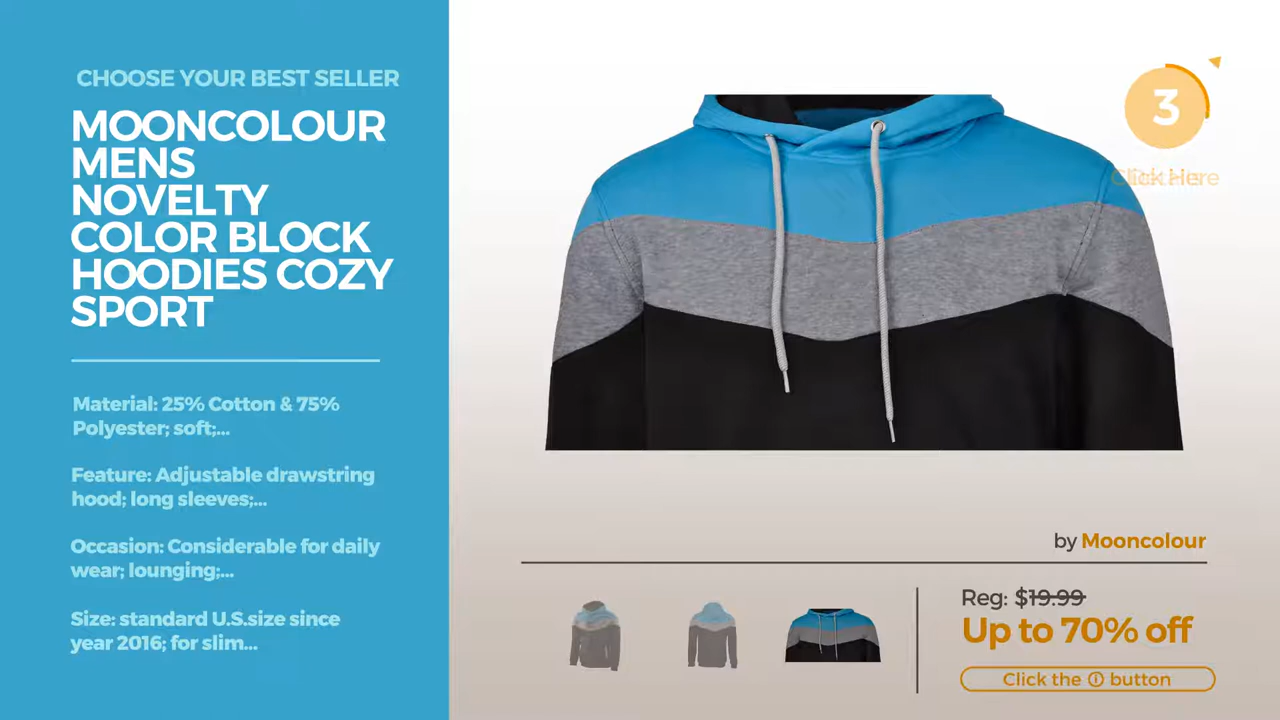 CHOOSE YOUR BEST SELLER
MOONCOLOUR
MENS
NOVELTY
COLOR BLOCK
HOODIES COZY
SPORT
Material: 25% Cotton & 75%
Polyester; soft;...
Feature: Adjustable drawstring
hood; long sleeves;...
Occasion: Considerable for daily
wear; lounging;...
Size: standard U.S.size since
year 2016; for slim...
3
Click Here
by Mooncolour
Reg: $19.99
Up to 70% off
Click the ⓘ button